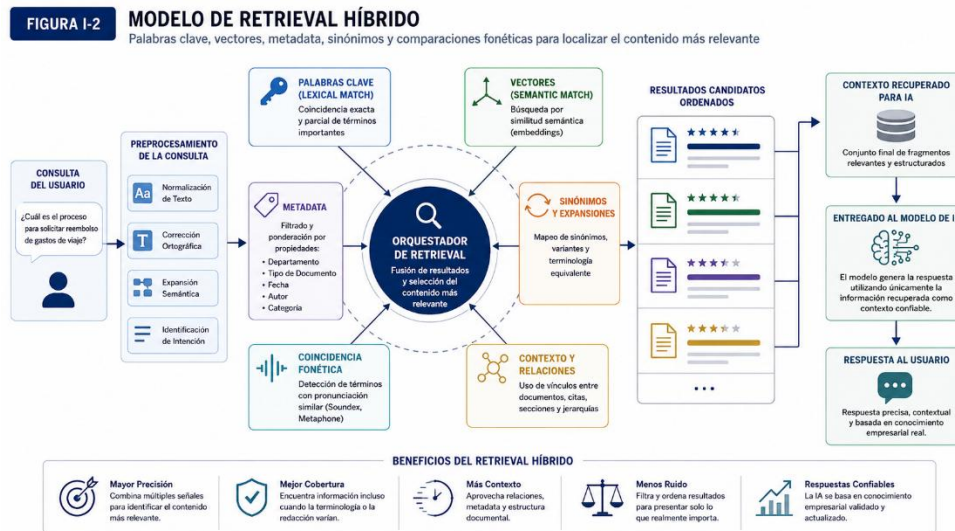 FIGURA I-2
MODELO DE RETRIEVAL HÍBRIDO
Palabras clave, vectores, metadata, sinónimos y comparaciones fonéticas para localizar el contenido más relevante
CONSULTA
DEL USUARIO
¿Cuál es el proceso
para solicitar reembolso
de gastos de viaje?
PREPROCESAMIENTO
DE LA CONSULTA
Aa
Normalización
de Texto
T
Corrección
Ortográfica
Expansión
Semántica
Identificación
de Intención
PALABRAS CLAVE
(LEXICAL MATCH)
Coincidencia exacta
y parcial de términos
importantes
VECTORES
(SEMANTIC MATCH)
Búsqueda por
similitud semántica
(embeddings)
METADATA
Filtrado y
ponderación por
propiedades:
• Departamento
• Tipo de Documento
• Fecha
• Autor
• Categoría
ORQUESTADOR
DE RETRIEVAL
Fusión de resultados
y selección del
contenido más
relevante
SINÓNIMOS
Y EXPANSIONES
Mapeo de sinónimos,
variantes y
terminología
equivalente
COINCIDENCIA
FONÉTICA
Detección de términos
con pronunciación
similar (Soundex,
Metaphone)
CONTEXTO Y
RELACIONES
Uso de vínculos entre
documentos, citas,
secciones y jerarquías
RESULTADOS CANDIDATOS
ORDENADOS
CONTEXTO RECUPERADO
PARA IA
Conjunto final de fragmentos
relevantes y estructurados
ENTREGADO AL MODELO DE I
El modelo genera la respuesta
utilizando únicamente la
información recuperada como
contexto confiable.
RESPUESTA AL USUARIO
Respuesta precisa, contextual
y basada en conocimiento
empresarial real.
BENEFICIOS DEL RETRIEVAL HÍBRIDO
Mayor Precisión
Combina múltiples señales
para identificar el contenido
más relevante.
Mejor Cobertura
Encuentra información incluso
cuando la terminología o la
redacción varían.
Más Contexto
Aprovecha relaciones,
metadata y estructura
documental.
Menos Ruido
Filtra y ordena resultados
para presentar solo lo
que realmente importa.
Respuestas Confiables
La IA se basa en conocimiento
empresarial validado y
actualizado.